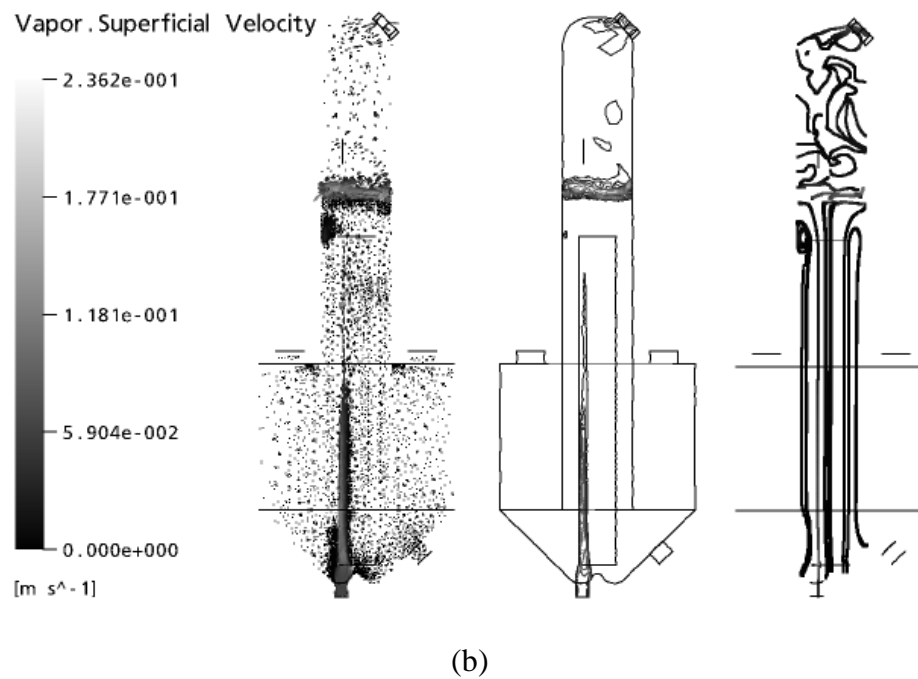 Vapor.Superficial Velocity
2.362e-001
1.771e-001
1.181e-001
5.904e-002
0.000e+000
[m s^-1]
(b)